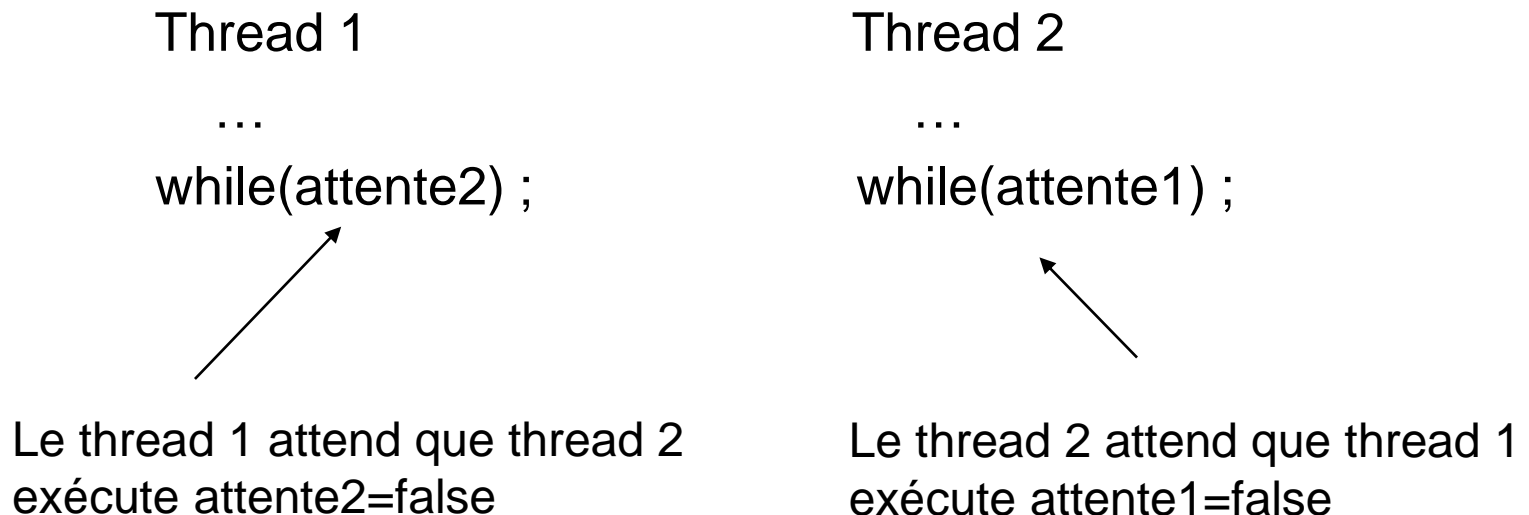 Thread 1
…
while(attente2) ;
Le thread 1 attend que thread 2
exécute attente2=false
Thread 2
…
while(attente1) ;
Le thread 2 attend que thread 1
exécute attente1=false